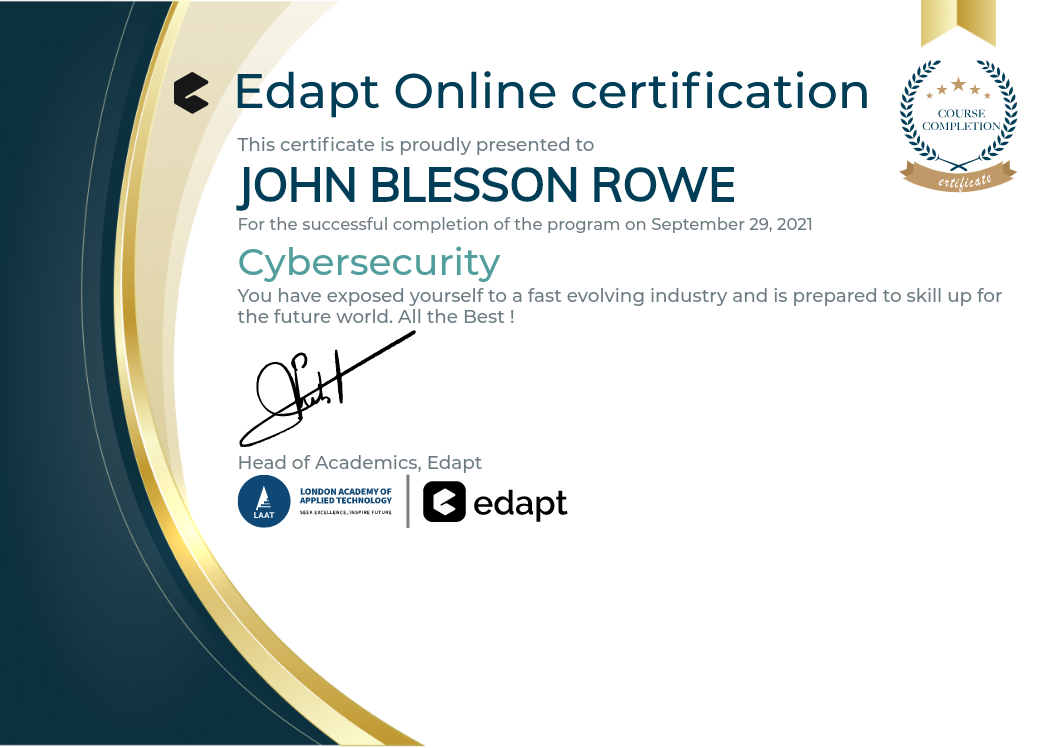 Edapt Online certification
COURSE
COMPLETION
certificate
This certificate is proudly presented to
JOHN BLESSON ROWE
For the successful completion of the program on September 29, 2021
Cybersecurity
You have exposed yourself to a fast evolving industry and is prepared to skill up for
the future world. All the Best !
Head of Academics, Edapt
LAAT
LONDON ACADEMY OF
APPLIED TECHNOLOGY
SEEK EXCELLENCE, INSPIRE FUTURE
edapt